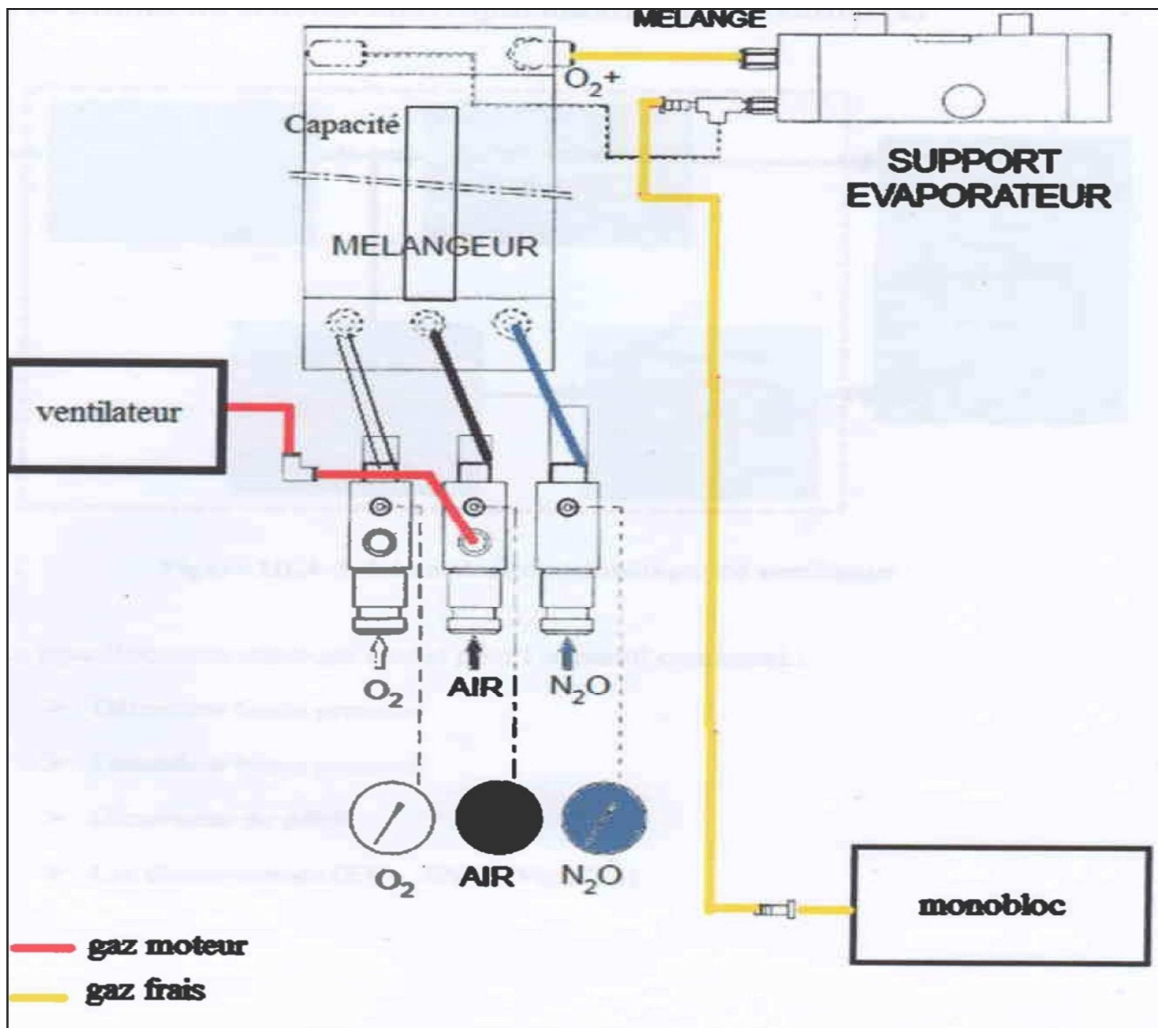 MELANGE
O₂+
Capacité
SUPPORT
EVAPORATEUR
MELANGEUR
ventilateur
O₂
AIR
N₂O
O₂
AIR
N₂O
monobloc
gaz moteur
gaz frais